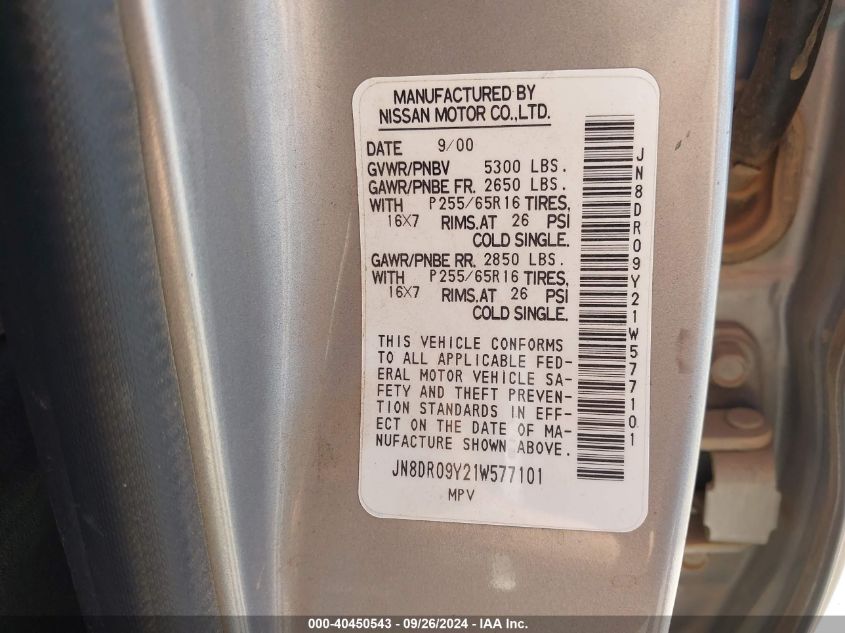 MANUFACTURED BY
NISSAN MOTOR CO.,LTD.
DATE 9/00
GVWR/PNBV 5300 LBS.
GAWR/PNBE FR. 2650 LBS.
WITH P255/65R16 TIRES,
16X7 RIMS,AT 26 PSI
COLD SINGLE.
GAWR/PNBE RR. 2850 LBS.
WITH P255/65R16 TIRES,
16X7 RIMS,AT 26 PSI
COLD SINGLE.
THIS VEHICLE CONFORMS
TO ALL APPLICABLE FED-
ERAL MOTOR VEHICLE SA-
FETY AND THEFT PREVEN-
TION STANDARDS IN EFF-
ECT ON THE DATE OF MA-
NUFACTURE SHOWN ABOVE.
JN8DR09Y21W577101
MPV
JN8DR09Y21W577101
000-40450543 - 09/26/2024 - IAA Inc.